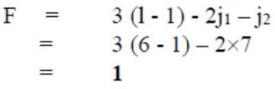 F = 3 (l - 1) - 2j₁ – j₂
= 3 (6 - 1) – 2×7
= 1